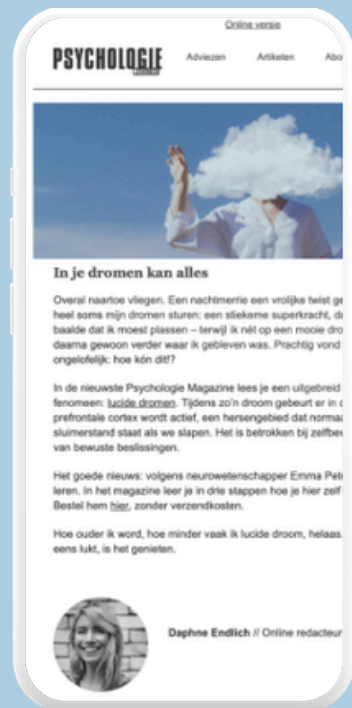 Online versie
PSYCHOLOGIE
Adviezen Artikelen Abo
In je dromen kan alles
Overal naartoe vliegen. Een nachtmerrie een vrolijke twist ge
heel soms mijn dromen sturen: een stiekeme superkracht, da
baalde dat ik moest plassen – terwijl ik nét op een mooie dro
daarna gewoon verder waar ik gebleven was. Prachtig vond
ongelofelijk: hoe kón dit!?
In de nieuwste Psychologie Magazine lees je een uitgebreid
fenomeen: lucide dromen. Tijdens zo'n droom gebeurt er in
prefrontale cortex wordt actief, een hersengebied dat normaa
sluimerstand staat als we slapen. Het is betrokken bij zelfbew
van bewuste beslissingen.
Het goede nieuws: volgens neurowetenschapper Emma Pete
leren. In het magazine leer je in drie stappen hoe je hier zelf
Bestel hem hier, zonder verzendkosten.
Hoe ouder ik word, hoe minder vaak ik lucide droom, helaas.
eens lukt, is het genieten.
Daphne Endlich // Online redacteur